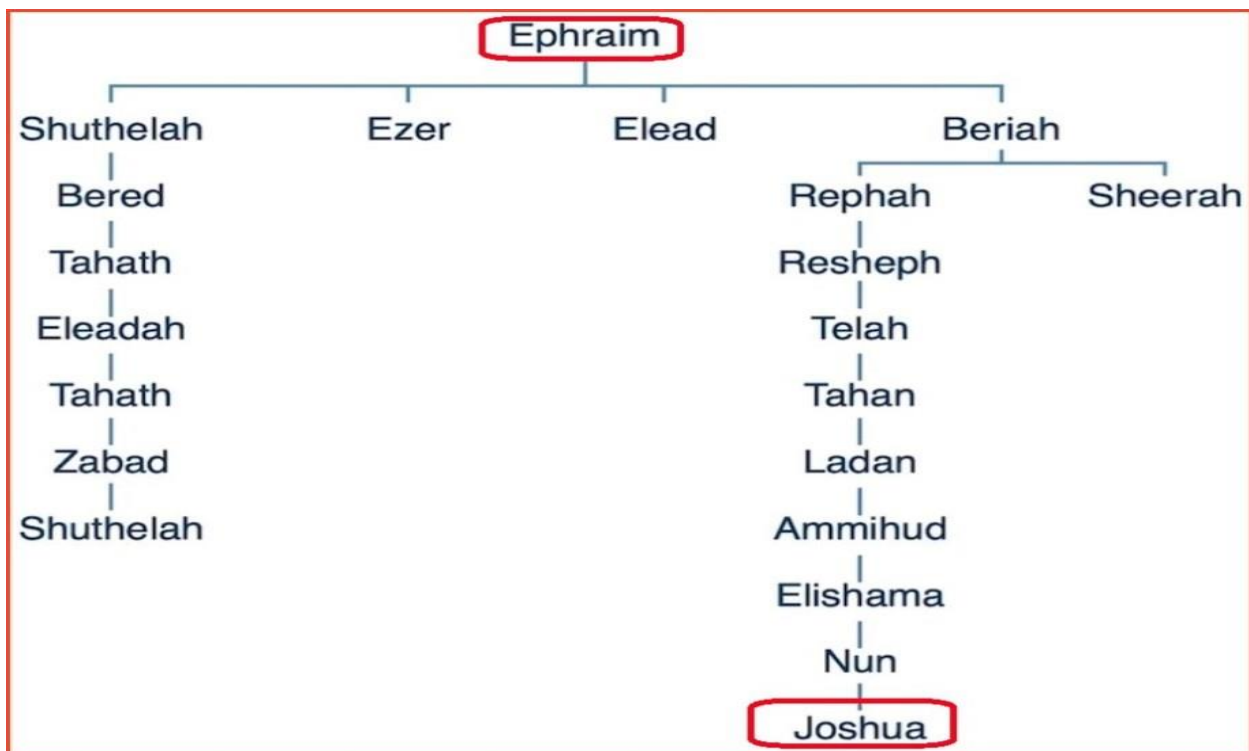 Ephraim
Shuthelah Ezer Elead Beriah
Bered Rephah Sheerah
Tahath Resheph
Eleadah Telah
Tahath Tahan
Zabad Ladan
Shuthelah Ammihud
Elishama
Nun
Joshua